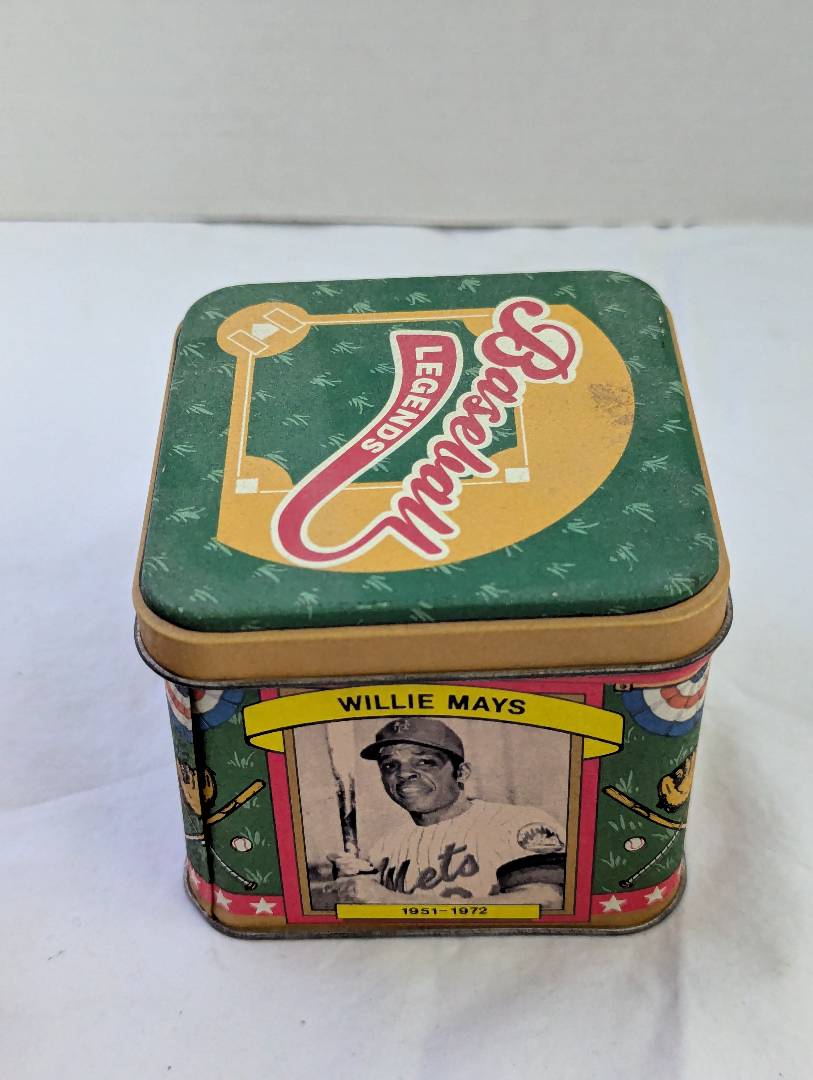 Baseball
LEGENDS
WILLIE MAYS
Mets
1951-1972